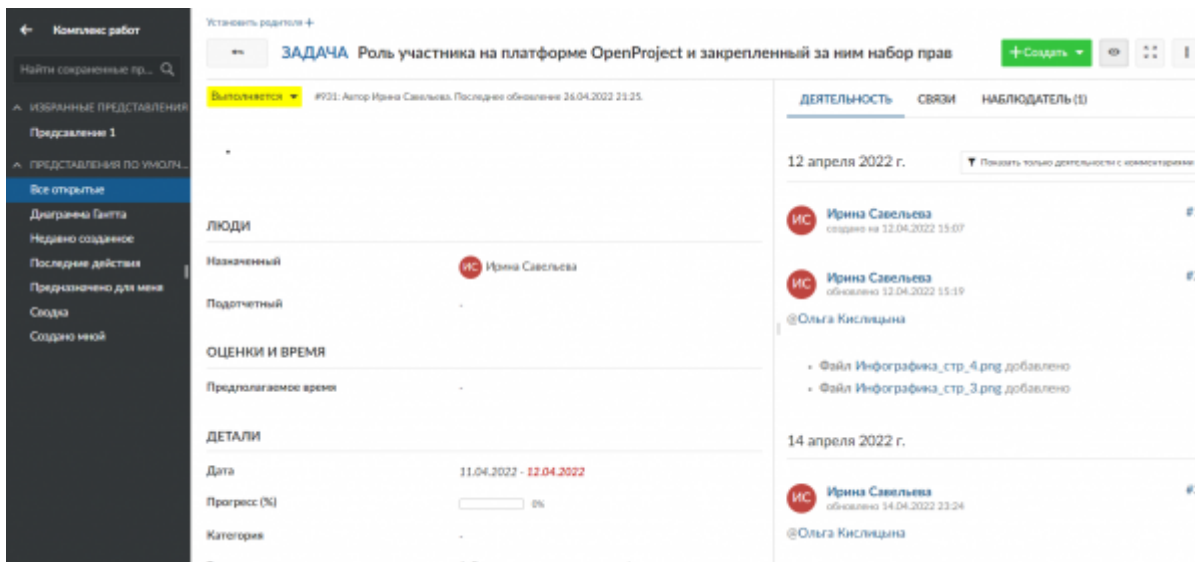 Комплекс работ
Найти сохраненные пр...
ИЗБРАННЫЕ ПРЕДСТАВЛЕНИЯ
Предсавление 1
ПРЕДСТАВЛЕНИЯ ПО УМОЛЧ...
Все открытые
Диаграмма Гантта
Недавно созданное
Последние действия
Предназначено для меня
Сводка
Создано мной
Установить родителя +
ЗАДАЧА Роль участника на платформе OpenProject и закрепленный за ним набор прав
+ Создать
Выполняется
#931: Автор Ирина Савельева. Последнее обновление 26.04.2022 21:25.
ЛЮДИ
Назначенный
ИС Ирина Савельева
Подотчетный
-
ОЦЕНКИ И ВРЕМЯ
Предполагаемое время
-
ДЕТАЛИ
Дата
11.04.2022 - 12.04.2022
Прогресс (%)
0%
Категория
-
ДЕЯТЕЛЬНОСТЬ СВЯЗИ НАБЛЮДАТЕЛЬ (1)
12 апреля 2022 г.
Показать только деятельности с комментариями
ИС Ирина Савельева
создано на 12.04.2022 15:07
ИС Ирина Савельева
обновлено 12.04.2022 15:19
@Ольга Кислицына
Файл Инфографика_стр_4.png добавлено
Файл Инфографика_стр_3.png добавлено
14 апреля 2022 г.
ИС Ирина Савельева
обновлено 14.04.2022 23:24
@Ольга Кислицына